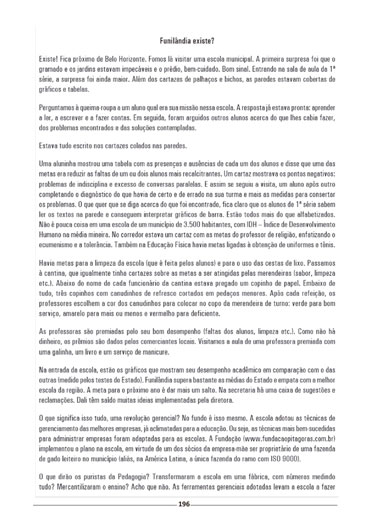 Funilândia existe?
Existe! Fica próximo de Belo Horizonte. Fomos lá visitar uma escola municipal. A primeira surpresa foi que o
gramado e os jardins estavam impecáveis e o prédio, bem-cuidado. Bom sinal. Entrando na sala de aula da 1ª
série, a surpresa foi ainda maior. Além dos cartazes de palhaços e bichos, as paredes estavam cobertas de
gráficos e tabelas.
Perguntamos à queima roupa a um aluno qual era sua missão nessa escola. A resposta já estava pronta: aprender
a ler, a escrever e a fazer contas. Em seguida, foram arguidos outros alunos acerca do que lhes cabia fazer,
dos problemas encontrados e das soluções contempladas.
Estava tudo escrito nos cartazes colados nas paredes.
Uma aluninha mostrou uma tabela com as presenças e ausências de cada um dos alunos e disse que uma das
metas era reduzir as faltas de um ou dois alunos mais recalcitrantes. Um cartaz mostrava os pontos negativos:
problemas de indisciplina e excesso de conversas paralelas. E assim se seguiu a visita, um aluno após outro
completando o diagnóstico do que havia de certo e de errado na sua turma e mais as medidas para consertar
os problemas. O que quer que se diga acerca do que foi encontrado, fica claro que os alunos de 1ª série sabem
ler os textos na parede e conseguem interpretar gráficos de barra. Estão todos mais do que alfabetizados.
Não é pouca coisa em uma escola de um município de 3.500 habitantes, com IDH – Índice de Desenvolvimento
Humano na média mineira. No corredor estava um cartaz com as metas do professor de religião, enfatizando o
ecumenismo e a tolerância. Também na Educação Física havia metas ligadas à obtenção de uniformes e tênis.
Havia metas para a limpeza da escola (que é feita pelos alunos) e para o uso das cestas de lixo. Passamos
à cantina, que igualmente tinha cartazes sobre as metas a ser atingidas pelas merendeiras (sabor, limpeza
etc.). Abaixo do nome de cada funcionário da cantina estava pregado um copinho de papel. Embaixo de
tudo, três copinhos com canudinhos de refresco cortados em pedaços menores. Após cada refeição, os
professores escolhem a cor dos canudinhos para colocar no copo da merendeira de turno: verde para bom
serviço, amarelo para mais ou menos e vermelho para deficiente.
As professoras são premiadas pelo seu bom desempenho (faltas dos alunos, limpeza etc.). Como não há
dinheiro, os prêmios são dados pelos comerciantes locais. Visitamos a aula de uma professora premiada com
uma galinha, um livro e um serviço de manicure.
Na entrada da escola, estão os gráficos que mostram seu desempenho acadêmico em comparação com o das
outras (medido pelos testes do Estado). Funilândia supera bastante as médias do Estado e empata com a melhor
escola da região. A meta para o próximo ano é dar mais um salto. Na secretaria há uma caixa de sugestões e
reclamações. Dali têm saído muitas ideias implementadas pela diretora.
O que significa isso tudo, uma revolução gerencial? No fundo é isso mesmo. A escola adotou as técnicas de
gerenciamento das melhores empresas, já aclimatadas para a educação. Ou seja, as técnicas mais bem-sucedidas
para administrar empresas foram adaptadas para as escolas. A Fundação (www.fundacaopitagoras.com.br)
implementou o plano na escola, em virtude de um dos sócios da empresa-mãe ser proprietário de uma fazenda
de gado leiteiro no município (aliás, na América Latina, a única fazenda do ramo com ISO 9000).
O que dirão os puristas da Pedagogia? Transformaram a escola em uma fábrica, com números medindo
tudo? Mercantilizaram o ensino? Acho que não. As ferramentas gerenciais adotadas levam a escola a fazer
196